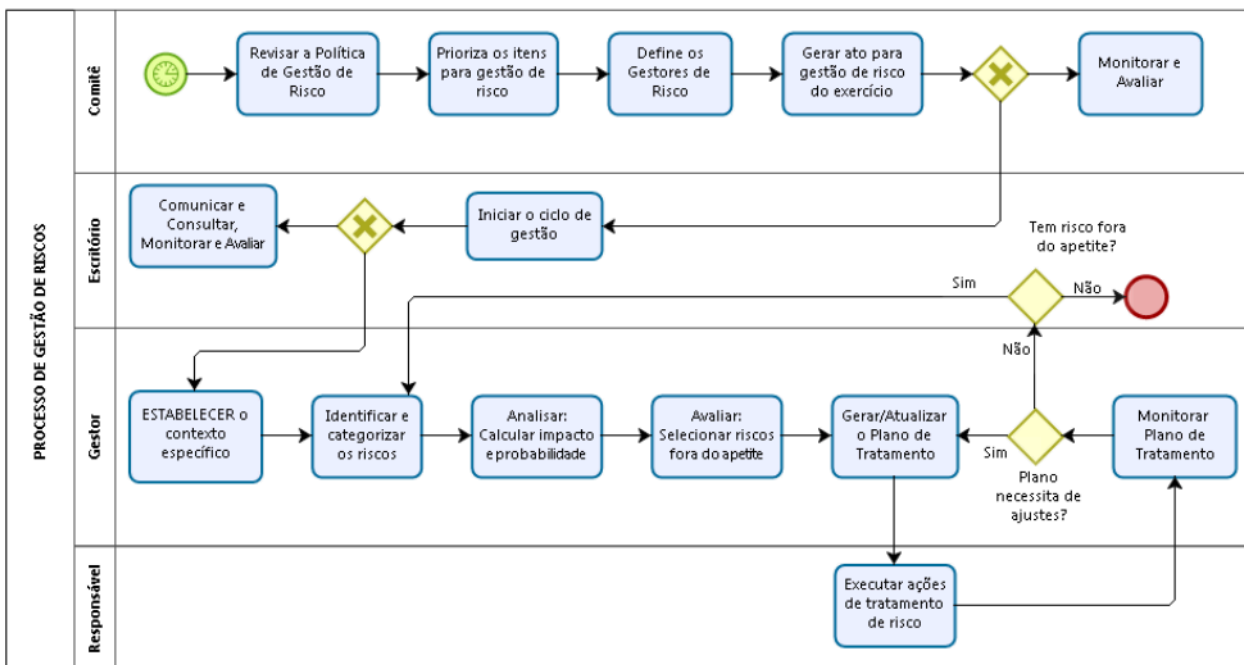 PROCESSO DE GESTÃO DE RISCOS
Comitê
Revisar a Política
de Gestão de
Risco
Prioriza os itens
para gestão de
risco
Define os
Gestores de
Risco
Gerar ato para
gestão de risco
do exercício
Monitorar e
Avaliar
Escritório
Comunicar e
Consultar,
Monitorar e Avaliar
Iniciar o ciclo de
gestão
Tem risco fora
do apetite?
Sim
Não
Gestor
Não
ESTABELECER o
contexto
específico
Identificar e
categorizar
os riscos
Analisar:
Calcular impacto
e probabilidade
Avaliar:
Selecionar riscos
fora do apetite
Gerar/Atualizar
o Plano de
Tratamento
Sim
Plano
necessita de
ajustes?
Monitorar
Plano de
Tratamento
Responsável
Executar ações
de tratamento
de risco